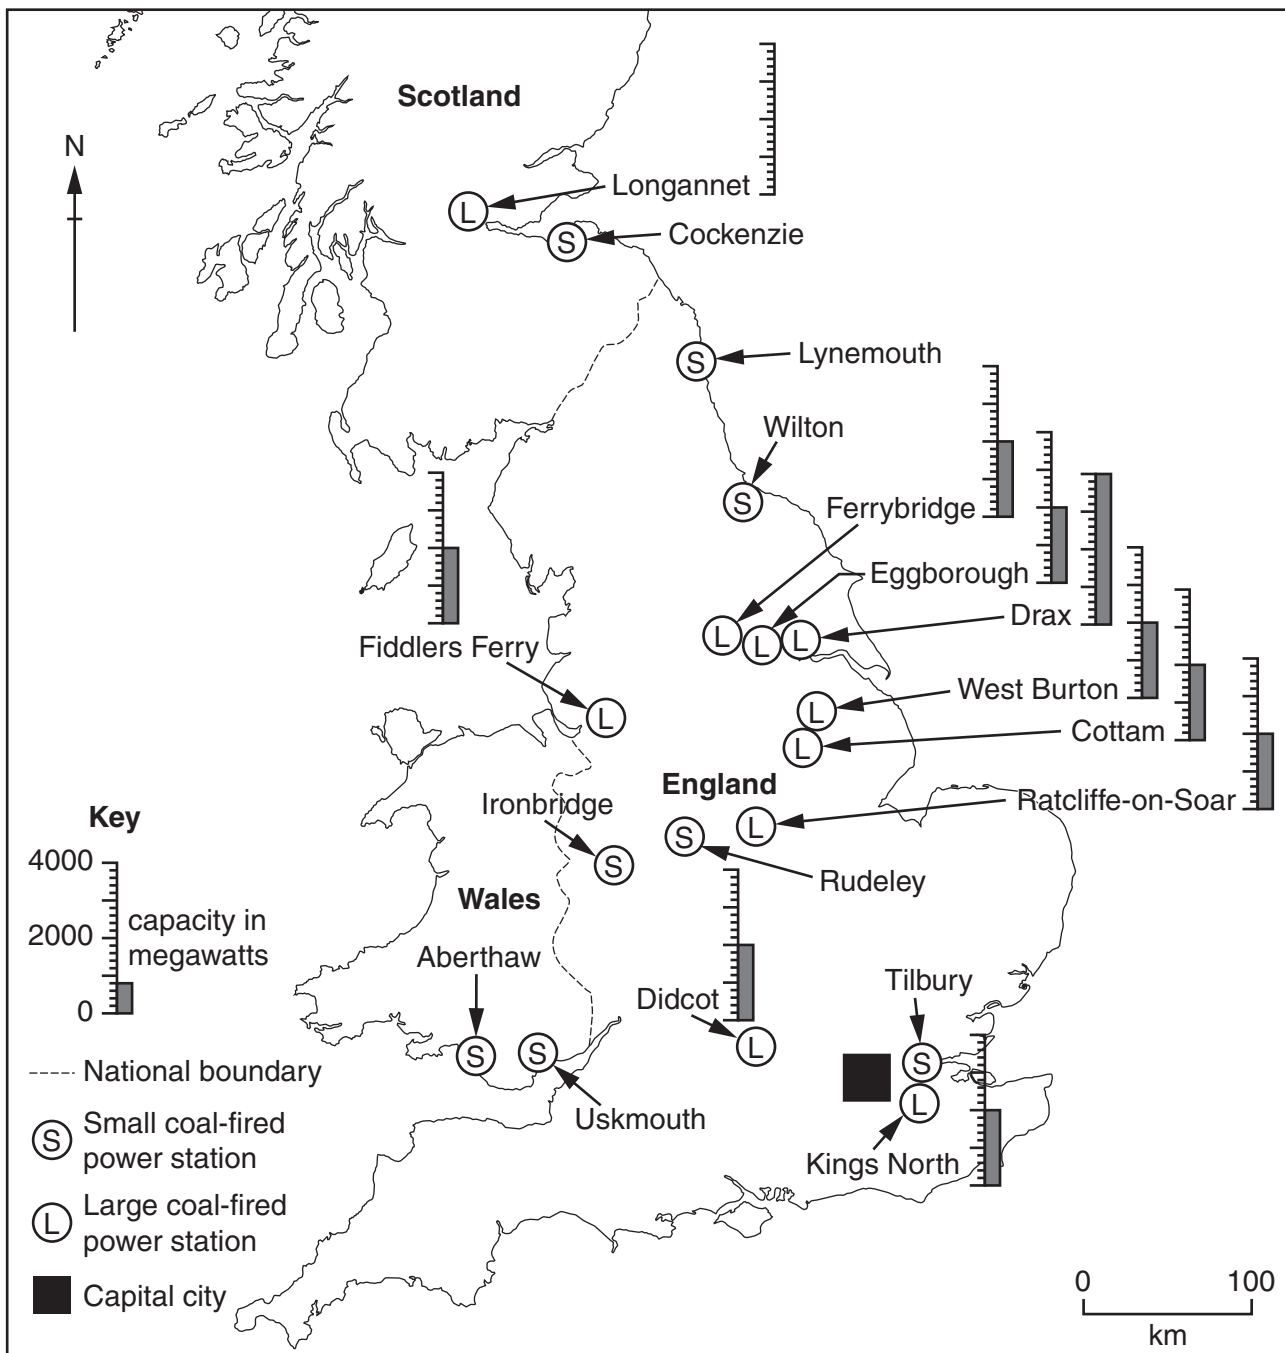 Scotland
N
Longannet
L
S
Cockenzie
S
Lynemouth
Wilton
S
Ferrybridge
Eggborough
Drax
L
L
L
Fiddlers Ferry
L
West Burton
L
Cottam
L
England
Ironbridge
S
Ratcliffe-on-Soar
L
S
Rudeley
Wales
Aberthaw
S
S
Uskmouth
Didcot
L
Tilbury
S
L
Kings North
Key
4000
2000
0
capacity in
megawatts
National boundary
S
Small coal-fired
power station
L
Large coal-fired
power station
Capital city
0
100
km